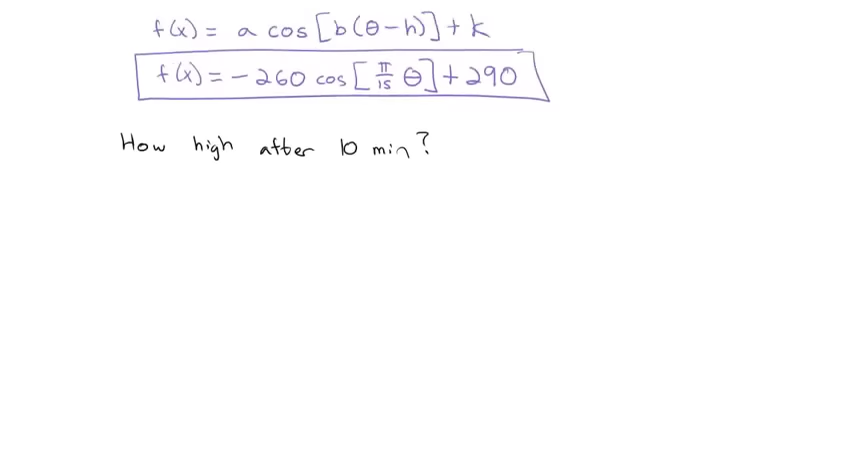 f(x) = a cos[b(θ-h)] + k
f(x) = -260 cos[π/15 θ] + 290
How high after 10 min?